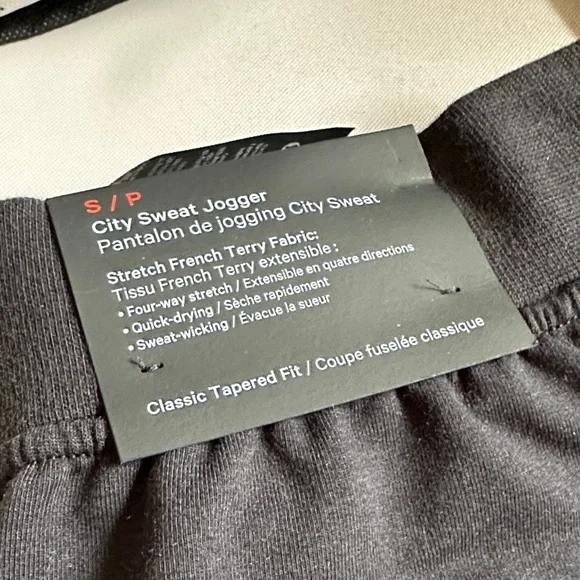 S / P
City Sweat Jogger
Pantalon de jogging City Sweat
Stretch French Terry Fabric:
Tissu French Terry extensible :
• Four-way stretch / Extensible en quatre directions
• Quick-drying / Sèche rapidement
• Sweat-wicking / Évacue la sueur
Classic Tapered Fit / Coupe fuselée classique